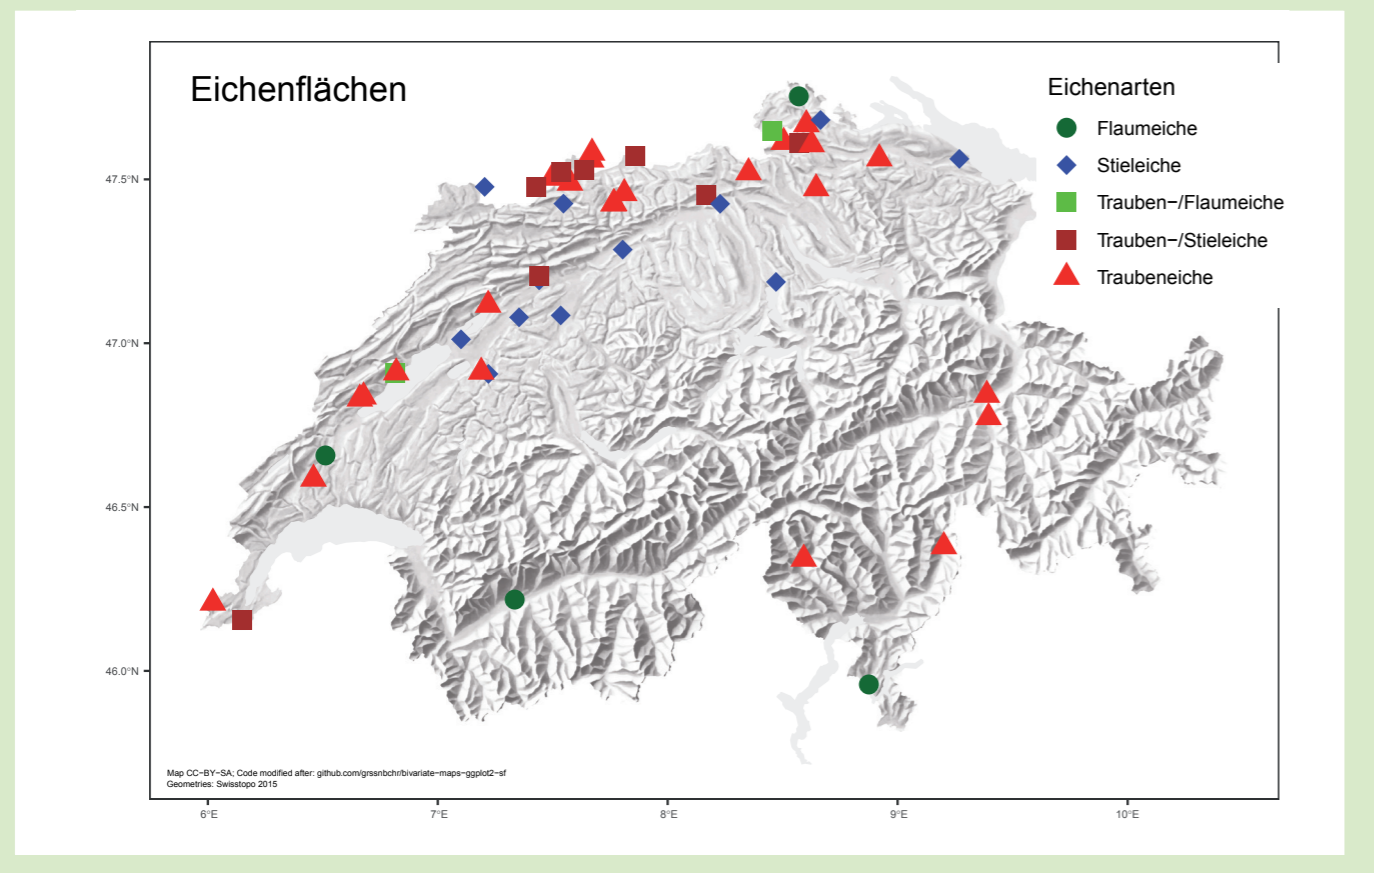 Eichenflächen
Eichenarten
Flaumeiche
Stieleiche
Trauben−/Flaumeiche
Trauben−/Stieleiche
Traubeneiche
47.5°N
47.0°N
46.5°N
46.0°N
Map CC−BY−SA; Code modified after: github.com/grssnbchr/bivariate−maps−ggplot2−sf
Geometries: Swisstopo 2015
6°E 7°E 8°E 9°E 10°E